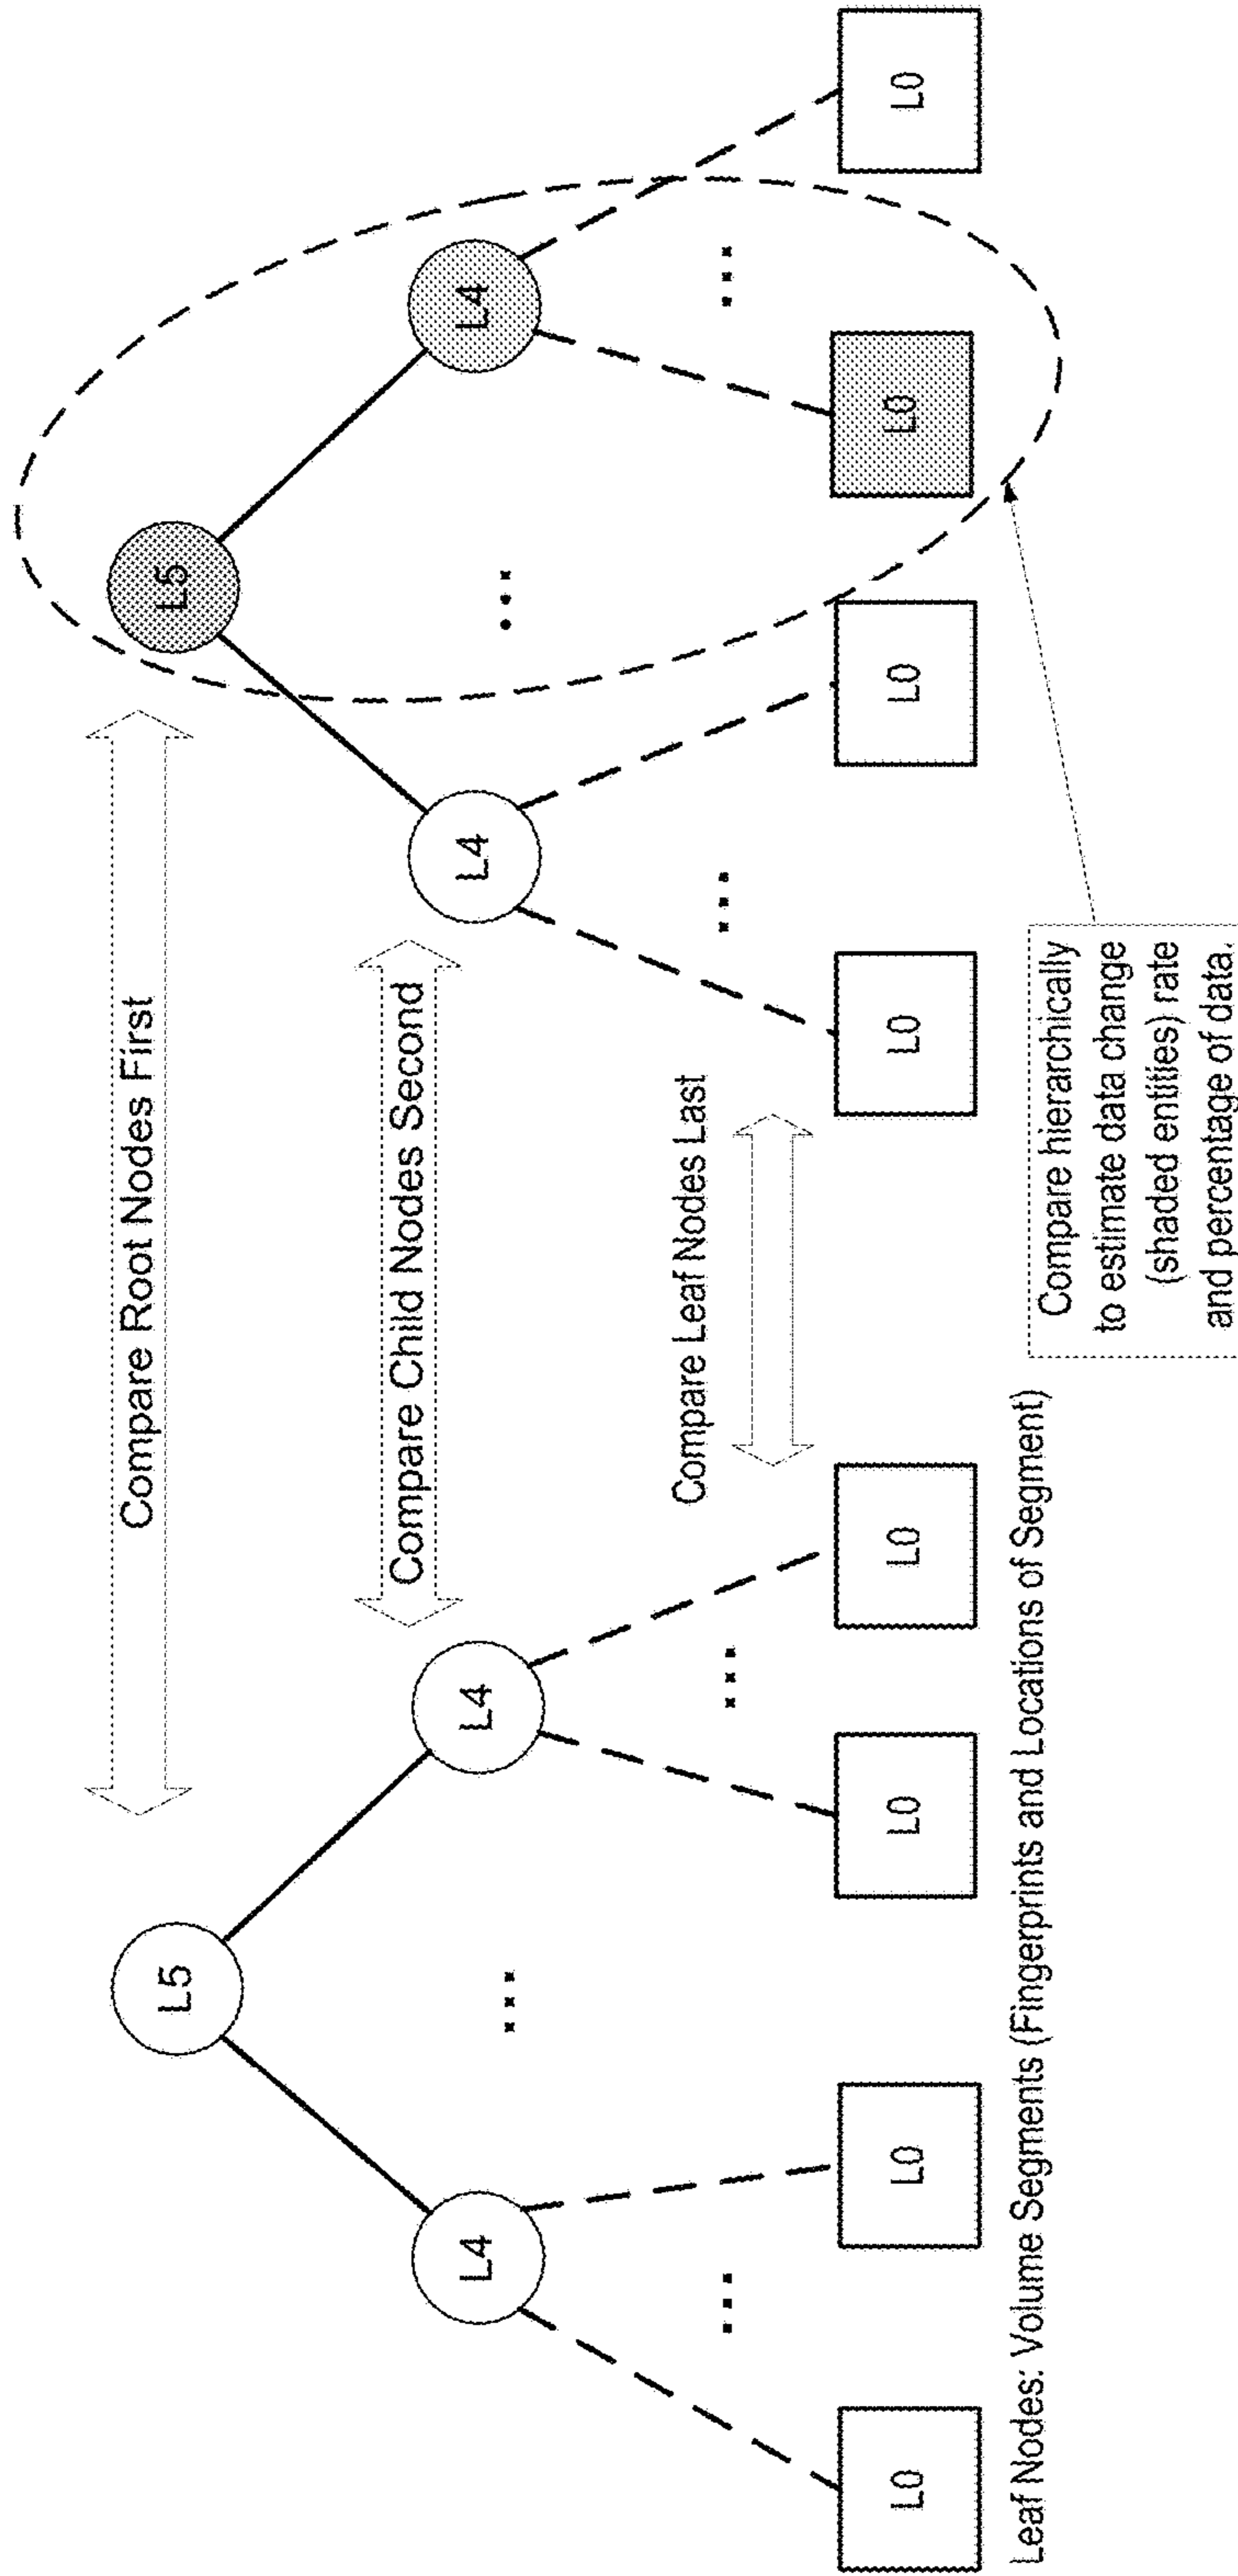 Compare Root Nodes First
L5
L5
Compare Child Nodes Second
L4
L4
L4
L4
Compare Leaf Nodes Last
L0
L0
L0
L0
L0
L0
L0
L0
Leaf Nodes: Volume Segments (Fingerprints and Locations of Segment)
Compare hierarchically
to estimate data change
(shaded entities) rate
and percentage of data.